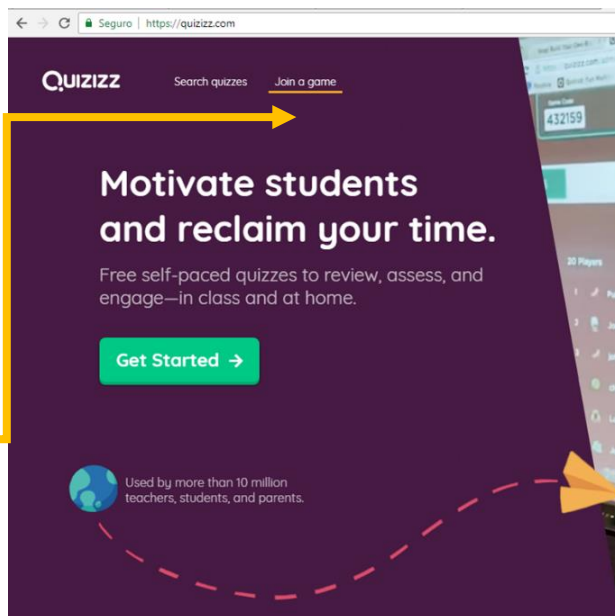 Seguro | https://quizizz.com
QUIZIZZ
Search quizzes
Join a game
432159
Motivate students
and reclaim your time.
20 Players
Free self-paced quizzes to review, assess, and
engage—in class and at home.
Get Started →
Used by more than 10 million
teachers, students, and parents.